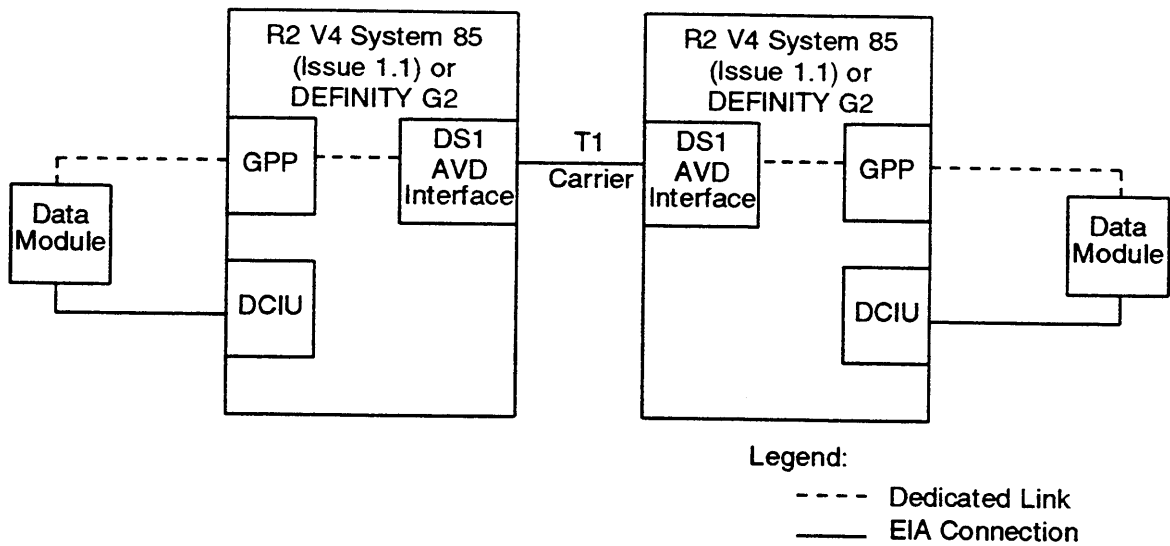 R2 V4 System 85
(Issue 1.1) or
DEFINITY G2
GPP
DS1
AVD
Interface
Data
Module
DCIU
T1
Carrier
R2 V4 System 85
(Issue 1.1) or
DEFINITY G2
DS1
AVD
Interface
GPP
Data
Module
DCIU
Legend:
Dedicated Link
EIA Connection